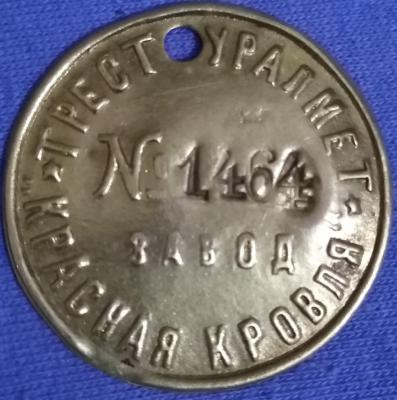 ТРЕСТ УРАЛМЕТ
№ 1464
ЗАВОД
КРАСНАЯ КРОВЛЯ